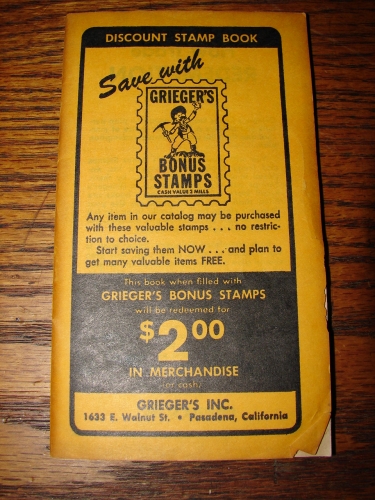 DISCOUNT STAMP BOOK
Save with
GRIEGER'S
BONUS
STAMPS
CASH VALUE 2 MILLS
Any item in our catalog may be purchased
with these valuable stamps . . . no restric-
tion to choice.
Start saving them NOW . . . and plan to
get many valuable items FREE.
This book when filled with
GRIEGER'S BONUS STAMPS
will be redeemed for
$2.00
IN MERCHANDISE
(or cash)
GRIEGER'S INC.
1633 E. Walnut St. • Pasadena, California